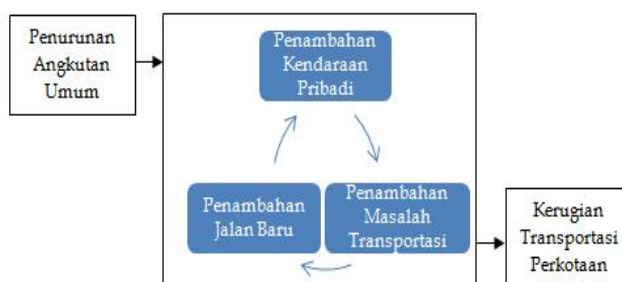 Penurunan
Angkutan
Umum
Penambahan
Kendaraan
Pribadi
Penambahan
Jalan Baru
Penambahan
Masalah
Transportasi
Kerugian
Transportasi
Perkotaan